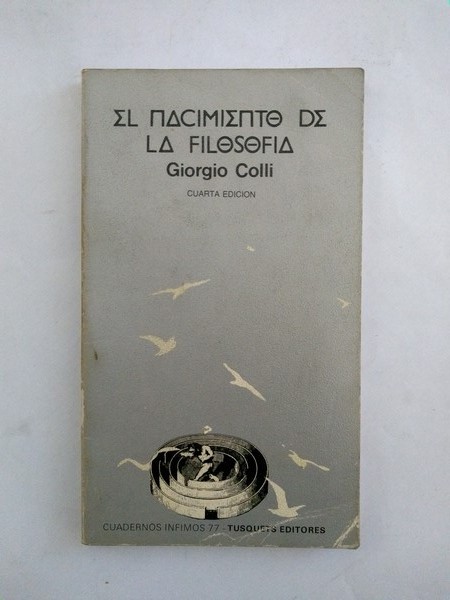 EL NACIMIENTO DE
LA FILOSOFIA
Giorgio Colli
CUARTA EDICION
CUADERNOS INFIMOS 77 - TUSQUETS EDITORES